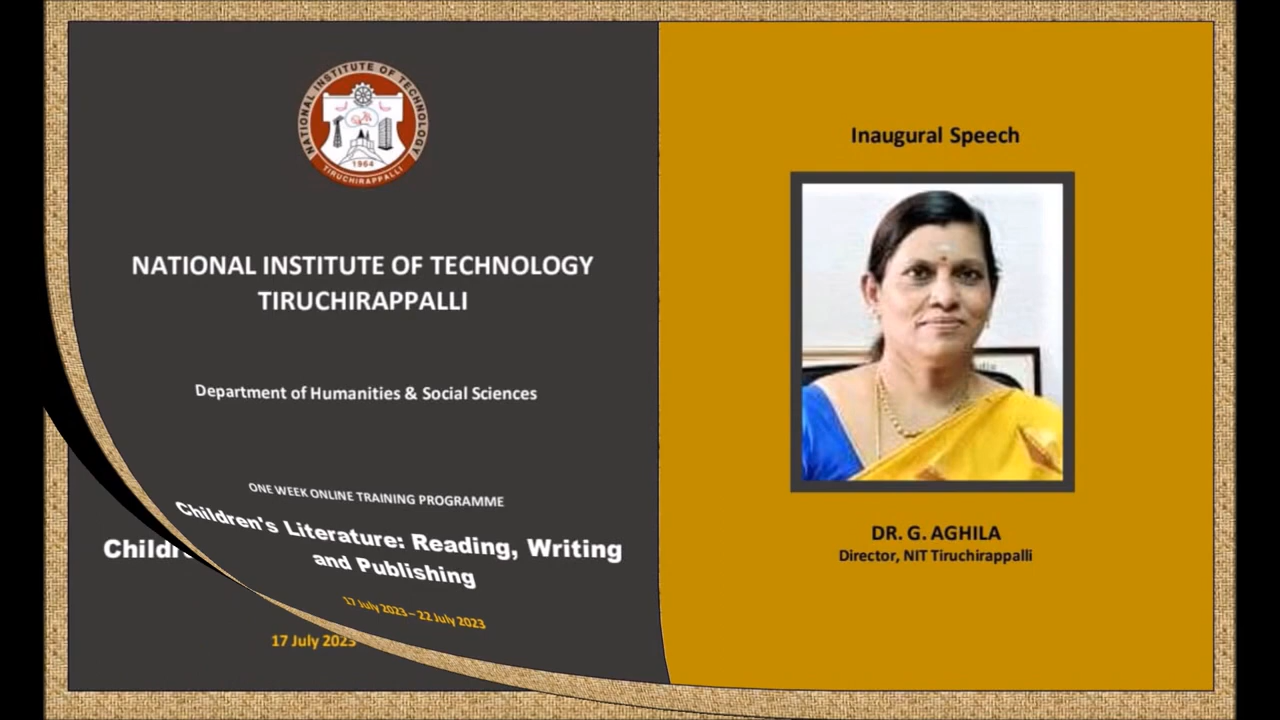 NATIONAL INSTITUTE OF TECHNOLOGY
1964
TIRUCHIRAPPALLI
NATIONAL INSTITUTE OF TECHNOLOGY
TIRUCHIRAPPALLI
Department of Humanities & Social Sciences
ONE WEEK ONLINE TRAINING PROGRAMME
Children's Literature: Reading, Writing
and Publishing
17 July 2023 – 22 July 2023
Childre
17 July 2023
Inaugural Speech
DR. G. AGHILA
Director, NIT Tiruchirappalli